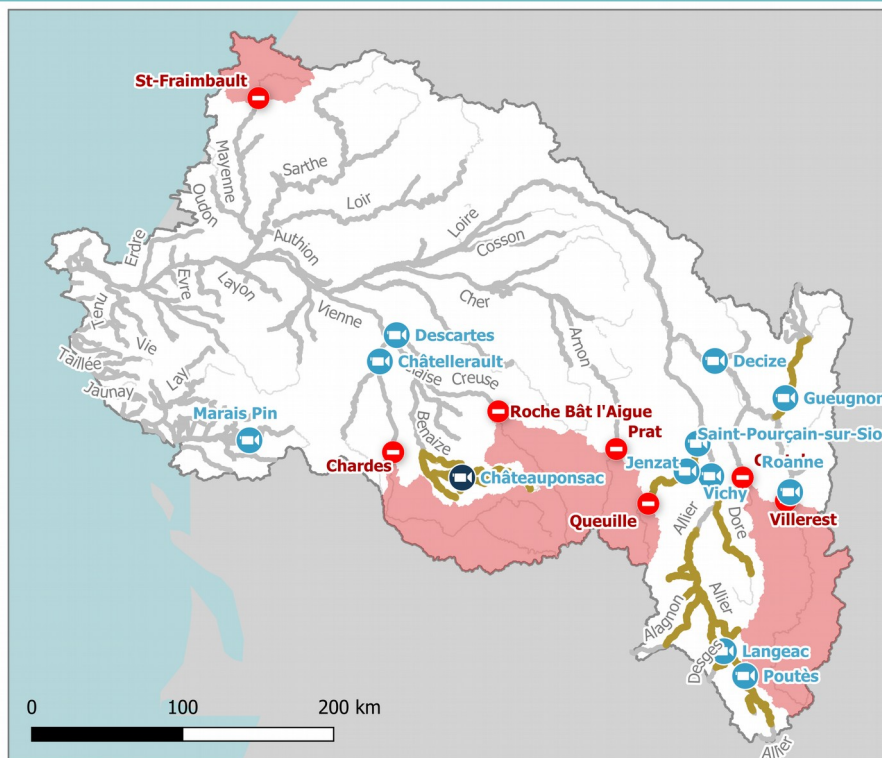 St-Fraimbault
Mayenne
Oudon
Sarthe
Loir
Erdre
Authion
Loire
Cosson
Evre
Layon
Cher
Tenu
Vienne
Vie
Arnon
Descartes
Taillée
Châtellerault
Decize
Lay
Jaunay
Creuse
Gueugnon
Marais Pin
Roche Bât l'Aigue
Benaize
Prat
Saint-Pourçain-sur-Sio
Chardes
Jenzat
Roanne
Châteauponsac
Vichy
Queuille
Allier
Dore
Villerest
Allier
Alagnon
Desges
Langeac
Poutès
0 100 200 km
Allier